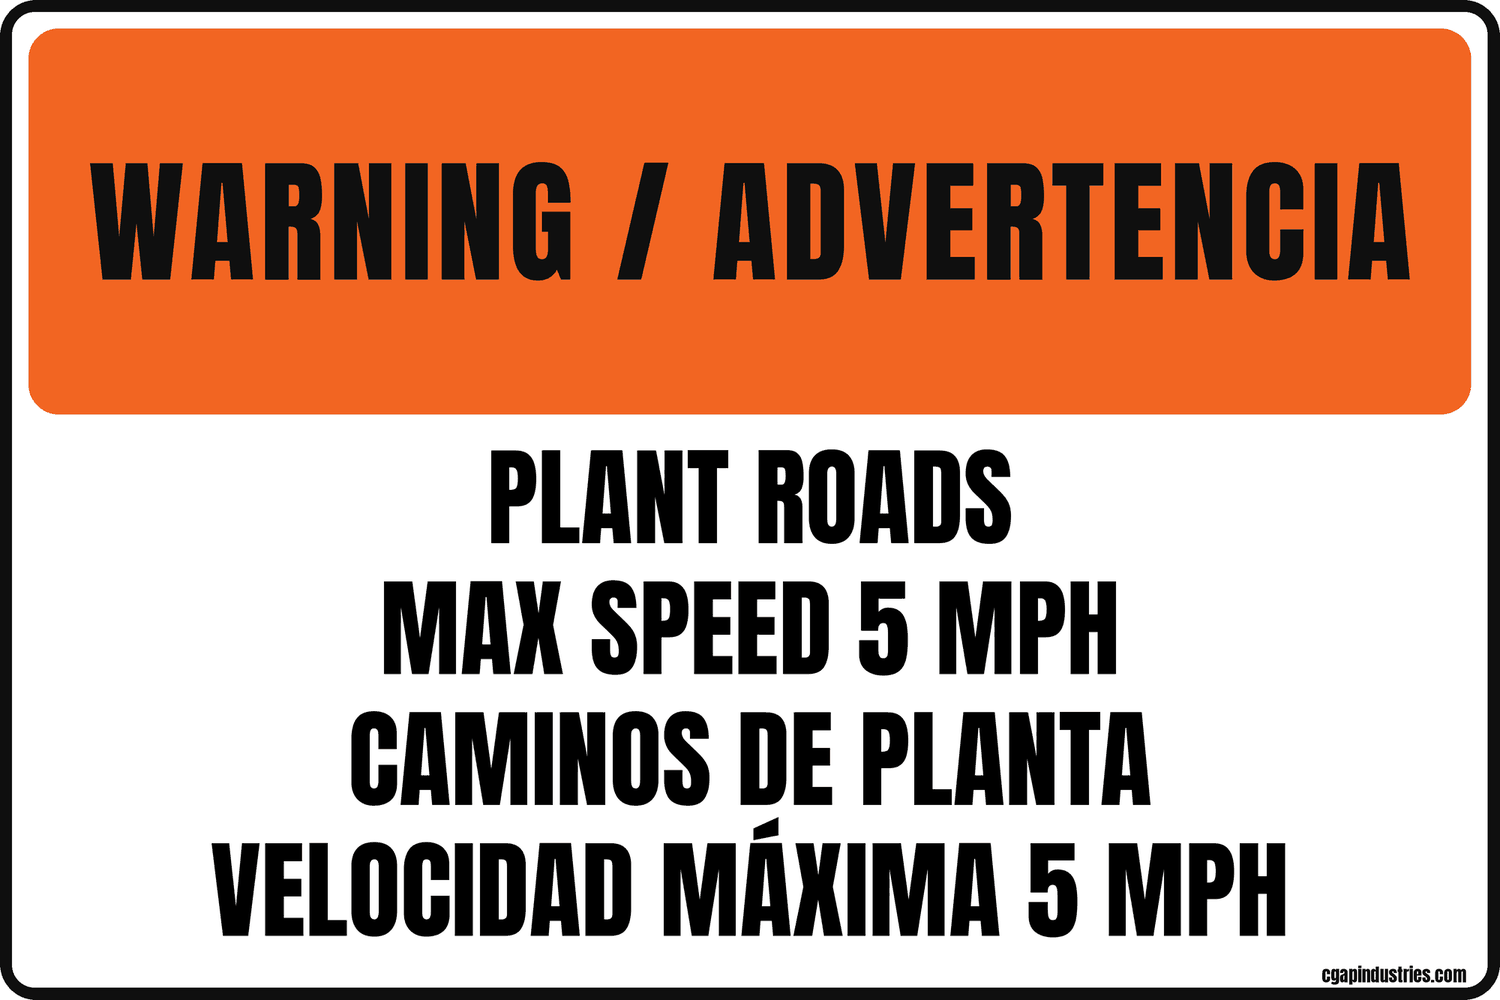 WARNING / ADVERTENCIA
PLANT ROADS
MAX SPEED 5 MPH
CAMINOS DE PLANTA
VELOCIDAD MÁXIMA 5 MPH
cgapindustries.com